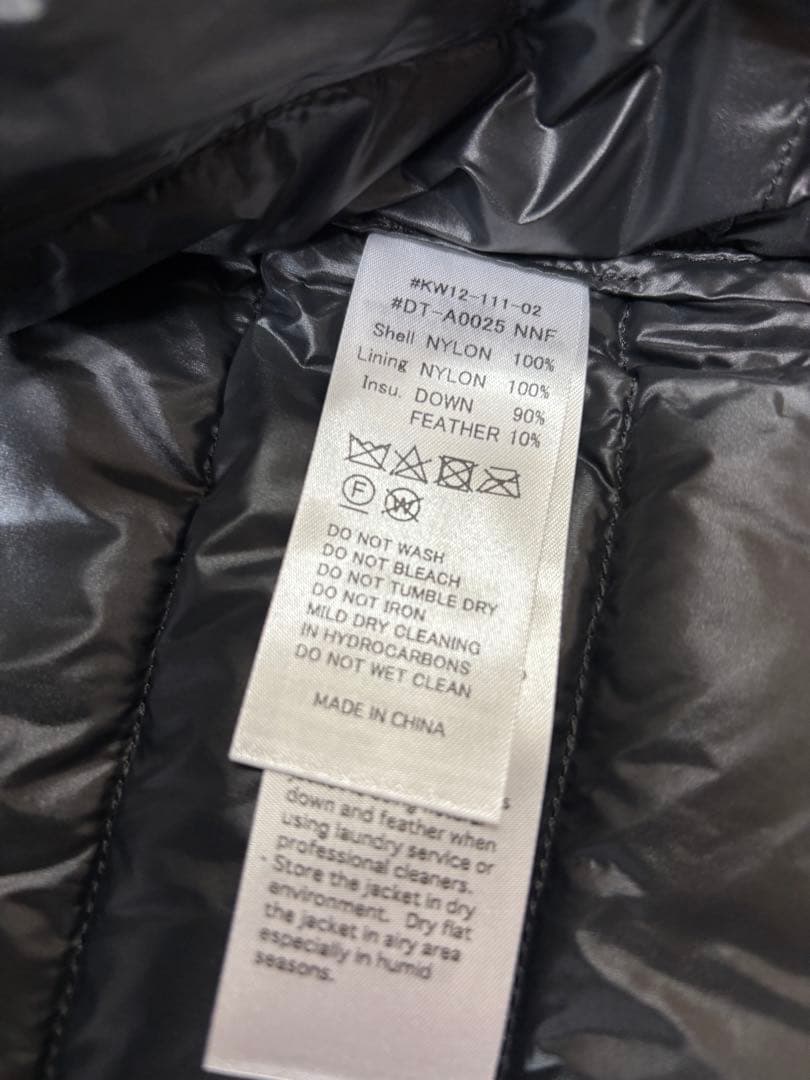 #KW12-111-02
#DT-A0025 NNF
Shell NYLON 100%
Lining NYLON 100%
Insu. DOWN 90%
FEATHER 10%
F W
DO NOT WASH
DO NOT BLEACH
DO NOT TUMBLE DRY
DO NOT IRON
MILD DRY CLEANING
IN HYDROCARBONS
DO NOT WET CLEAN
MADE IN CHINA
down and feather when
using laundry service or
professional cleaners.
- Store the jacket in dry
environment. Dry flat
the jacket in airy area
especially in humid
seasons.